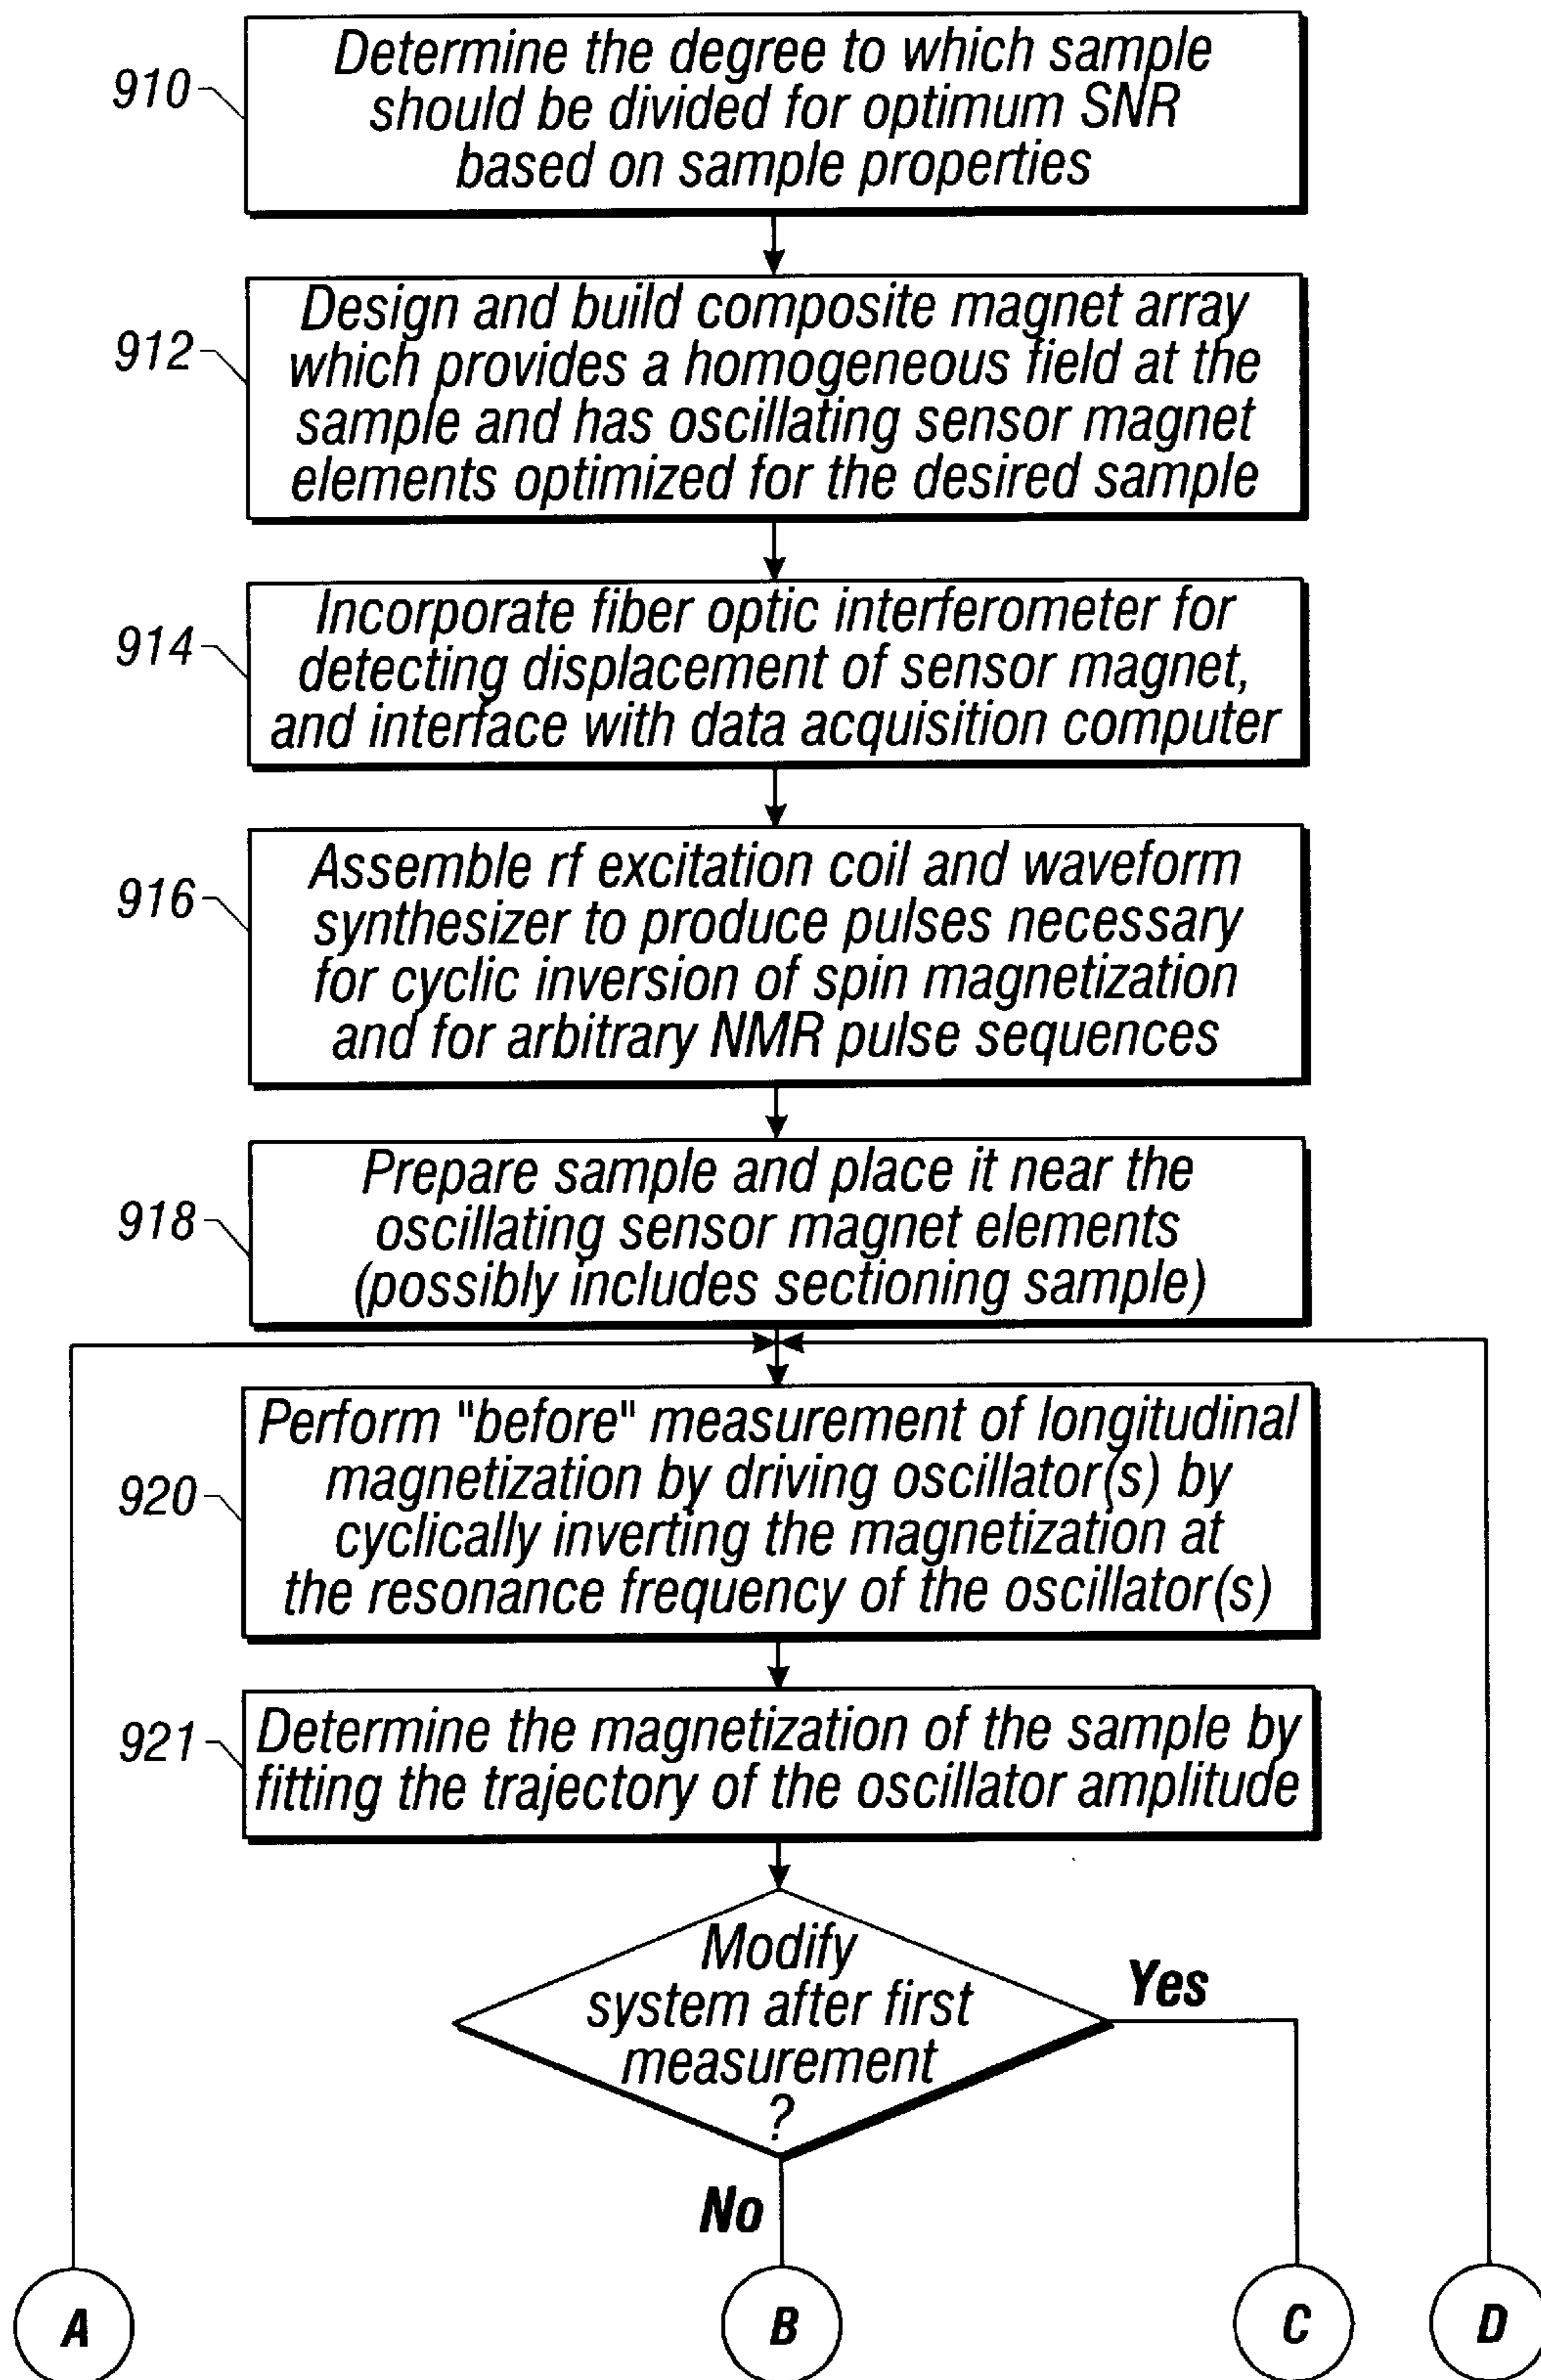 910
Determine the degree to which sample
should be divided for optimum SNR
based on sample properties
912
Design and build composite magnet array
which provides a homogeneous field at the
sample and has oscillating sensor magnet
elements optimized for the desired sample
914
Incorporate fiber optic interferometer for
detecting displacement of sensor magnet,
and interface with data acquisition computer
916
Assemble rf excitation coil and waveform
synthesizer to produce pulses necessary
for cyclic inversion of spin magnetization
and for arbitrary NMR pulse sequences
918
Prepare sample and place it near the
oscillating sensor magnet elements
(possibly includes sectioning sample)
920
Perform "before" measurement of longitudinal
magnetization by driving oscillator(s) by
cyclically inverting the magnetization at
the resonance frequency of the oscillator(s)
921
Determine the magnetization of the sample by
fitting the trajectory of the oscillator amplitude
Modify
system after first
measurement
?
Yes
No
A
B
C
D